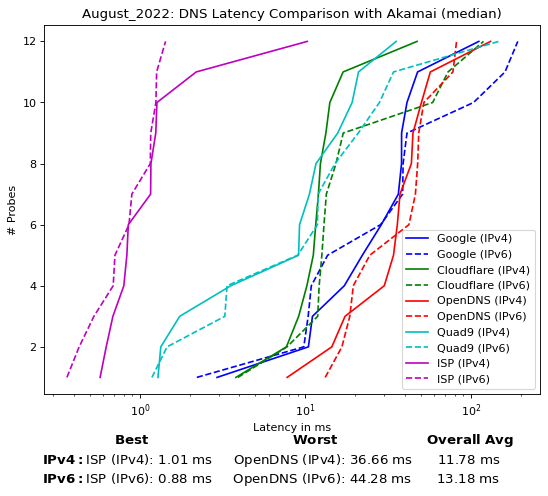 August_2022: DNS Latency Comparison with Akamai (median)
12
10
8
6
4
2
# Probes
Google (IPv4)
Google (IPv6)
Cloudflare (IPv4)
Cloudflare (IPv6)
OpenDNS (IPv4)
OpenDNS (IPv6)
Quad9 (IPv4)
Quad9 (IPv6)
ISP (IPv4)
ISP (IPv6)
10⁰ 10¹ 10²
Latency in ms
Best Worst Overall Avg
IPv4: ISP (IPv4): 1.01 ms OpenDNS (IPv4): 36.66 ms 11.78 ms
IPv6: ISP (IPv6): 0.88 ms OpenDNS (IPv6): 44.28 ms 13.18 ms